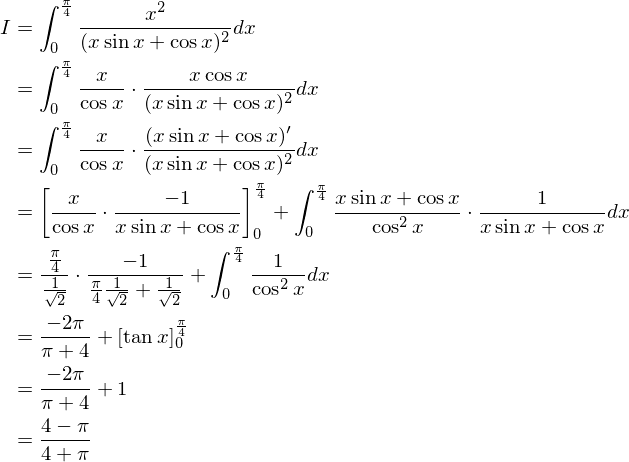 I = \int_0^{\frac{\pi}{4}} \frac{x^2}{(x \sin x + \cos x)^2} dx
= \int_0^{\frac{\pi}{4}} \frac{x}{\cos x} \cdot \frac{x \cos x}{(x \sin x + \cos x)^2} dx
= \int_0^{\frac{\pi}{4}} \frac{x}{\cos x} \cdot \frac{(x \sin x + \cos x)'}{(x \sin x + \cos x)^2} dx
= \left[ \frac{x}{\cos x} \cdot \frac{-1}{x \sin x + \cos x} \right]_0^{\frac{\pi}{4}} + \int_0^{\frac{\pi}{4}} \frac{x \sin x + \cos x}{\cos^2 x} \cdot \frac{1}{x \sin x + \cos x} dx
= \frac{\frac{\pi}{4}}{\frac{1}{\sqrt{2}}} \cdot \frac{-1}{\frac{\pi}{4} \frac{1}{\sqrt{2}} + \frac{1}{\sqrt{2}}} + \int_0^{\frac{\pi}{4}} \frac{1}{\cos^2 x} dx
= \frac{-2\pi}{\pi + 4} + [\tan x]_0^{\frac{\pi}{4}}
= \frac{-2\pi}{\pi + 4} + 1
= \frac{4 - \pi}{4 + \pi}